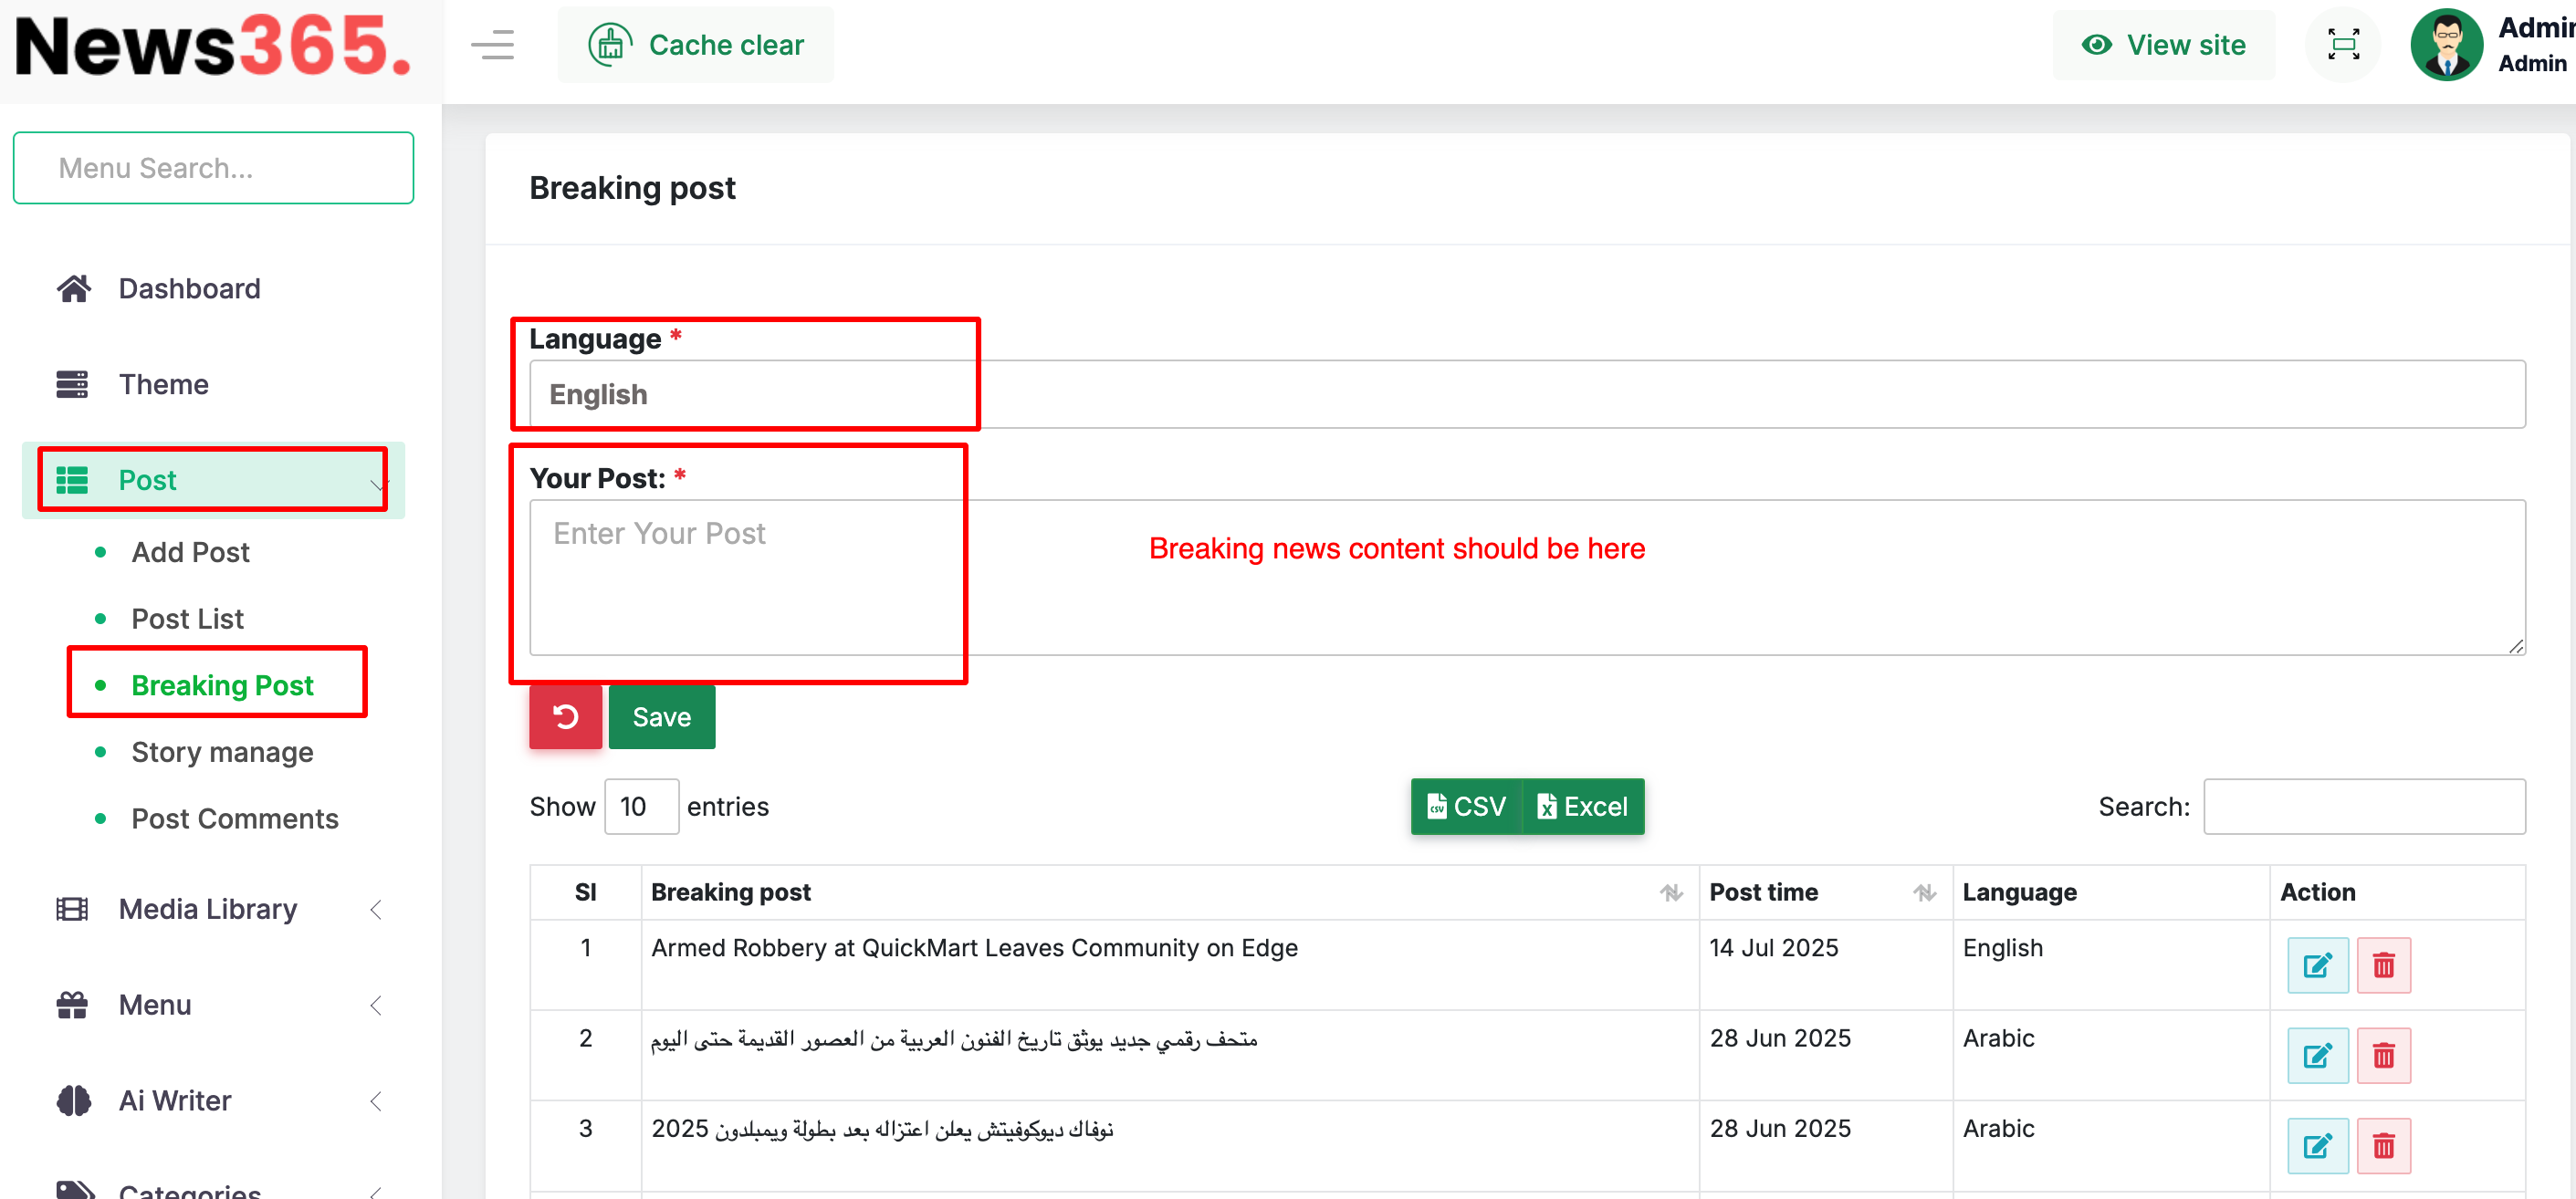 News365.
Cache clear
View site
Admin
Menu Search...
Dashboard
Theme
Post
Add Post
Post List
Breaking Post
Story manage
Post Comments
Media Library
Menu
Ai Writer
Categories
Breaking post
Language *
English
Your Post: *
Enter Your Post
Breaking news content should be here
Save
Show 10 entries
CSV Excel
Search:
Sl Breaking post Post time Language Action
1 Armed Robbery at QuickMart Leaves Community on Edge 14 Jul 2025 English
2 متحف رقمي جديد يوثق تاريخ الفنون العربية من العصور القديمة حتى اليوم 28 Jun 2025 Arabic
3 نوفاك ديوكوفيتش يعلن اعتزاله بعد بطولة ويمبلدون 2025 28 Jun 2025 Arabic